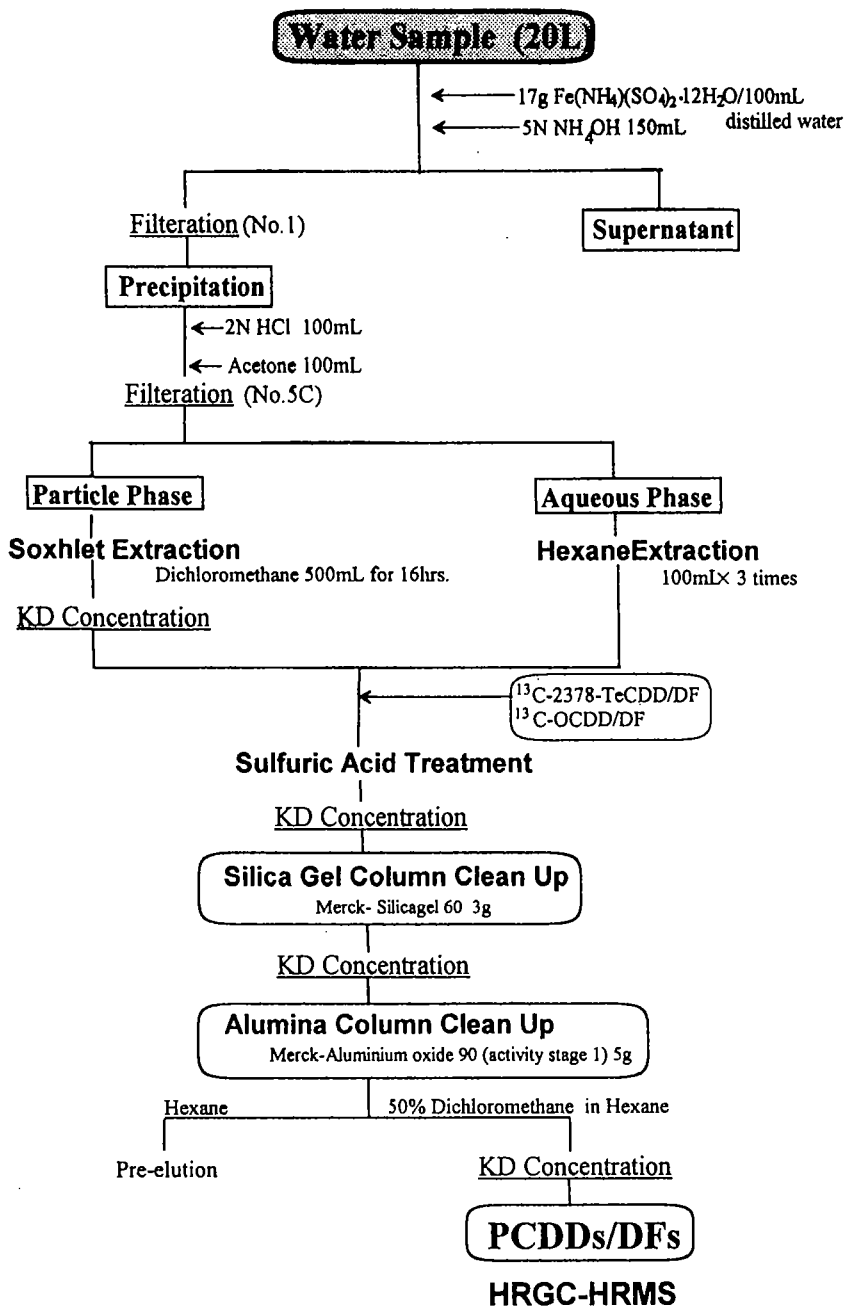 Water Sample (20L)
17g Fe(NH₄)(SO₄)₂·12H₂O/100mL
distilled water
5N NH₄OH 150mL
Filteration (No.1)
Supernatant
Precipitation
2N HCl 100mL
Acetone 100mL
Filteration (No.5C)
Particle Phase
Aqueous Phase
Soxhlet Extraction
Dichloromethane 500mL for 16hrs.
HexaneExtraction
100mL× 3 times
KD Concentration
¹³C-2378-TeCDD/DF
¹³C-OCDD/DF
Sulfuric Acid Treatment
KD Concentration
Silica Gel Column Clean Up
Merck- Silicagel 60 3g
KD Concentration
Alumina Column Clean Up
Merck-Aluminium oxide 90 (activity stage 1) 5g
Hexane
50% Dichloromethane in Hexane
Pre-elution
KD Concentration
PCDDs/DFs
HRGC-HRMS